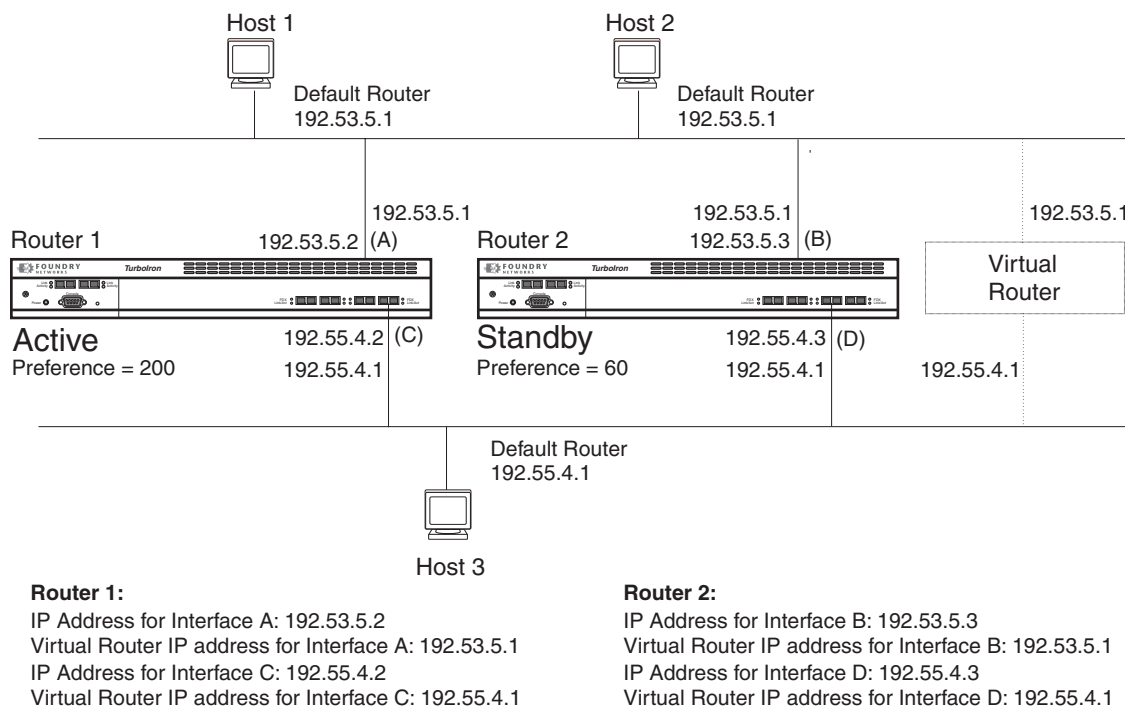 Host 1
Host 2
Default Router
192.53.5.1
Default Router
192.53.5.1
192.53.5.1
192.53.5.1
192.53.5.1
Router 1
192.53.5.2 (A)
Router 2
192.53.5.3 (B)
FOUNDRY
NETWORKS
TurboIron
FOUNDRY
NETWORKS
TurboIron
Virtual
Router
Console
Power
Console
Power
Active
192.55.4.2 (C)
Standby
192.55.4.3 (D)
Preference = 200
192.55.4.1
Preference = 60
192.55.4.1
192.55.4.1
Default Router
192.55.4.1
Host 3
Router 1:
IP Address for Interface A: 192.53.5.2
Virtual Router IP address for Interface A: 192.53.5.1
IP Address for Interface C: 192.55.4.2
Virtual Router IP address for Interface C: 192.55.4.1
Router 2:
IP Address for Interface B: 192.53.5.3
Virtual Router IP address for Interface B: 192.53.5.1
IP Address for Interface D: 192.55.4.3
Virtual Router IP address for Interface D: 192.55.4.1